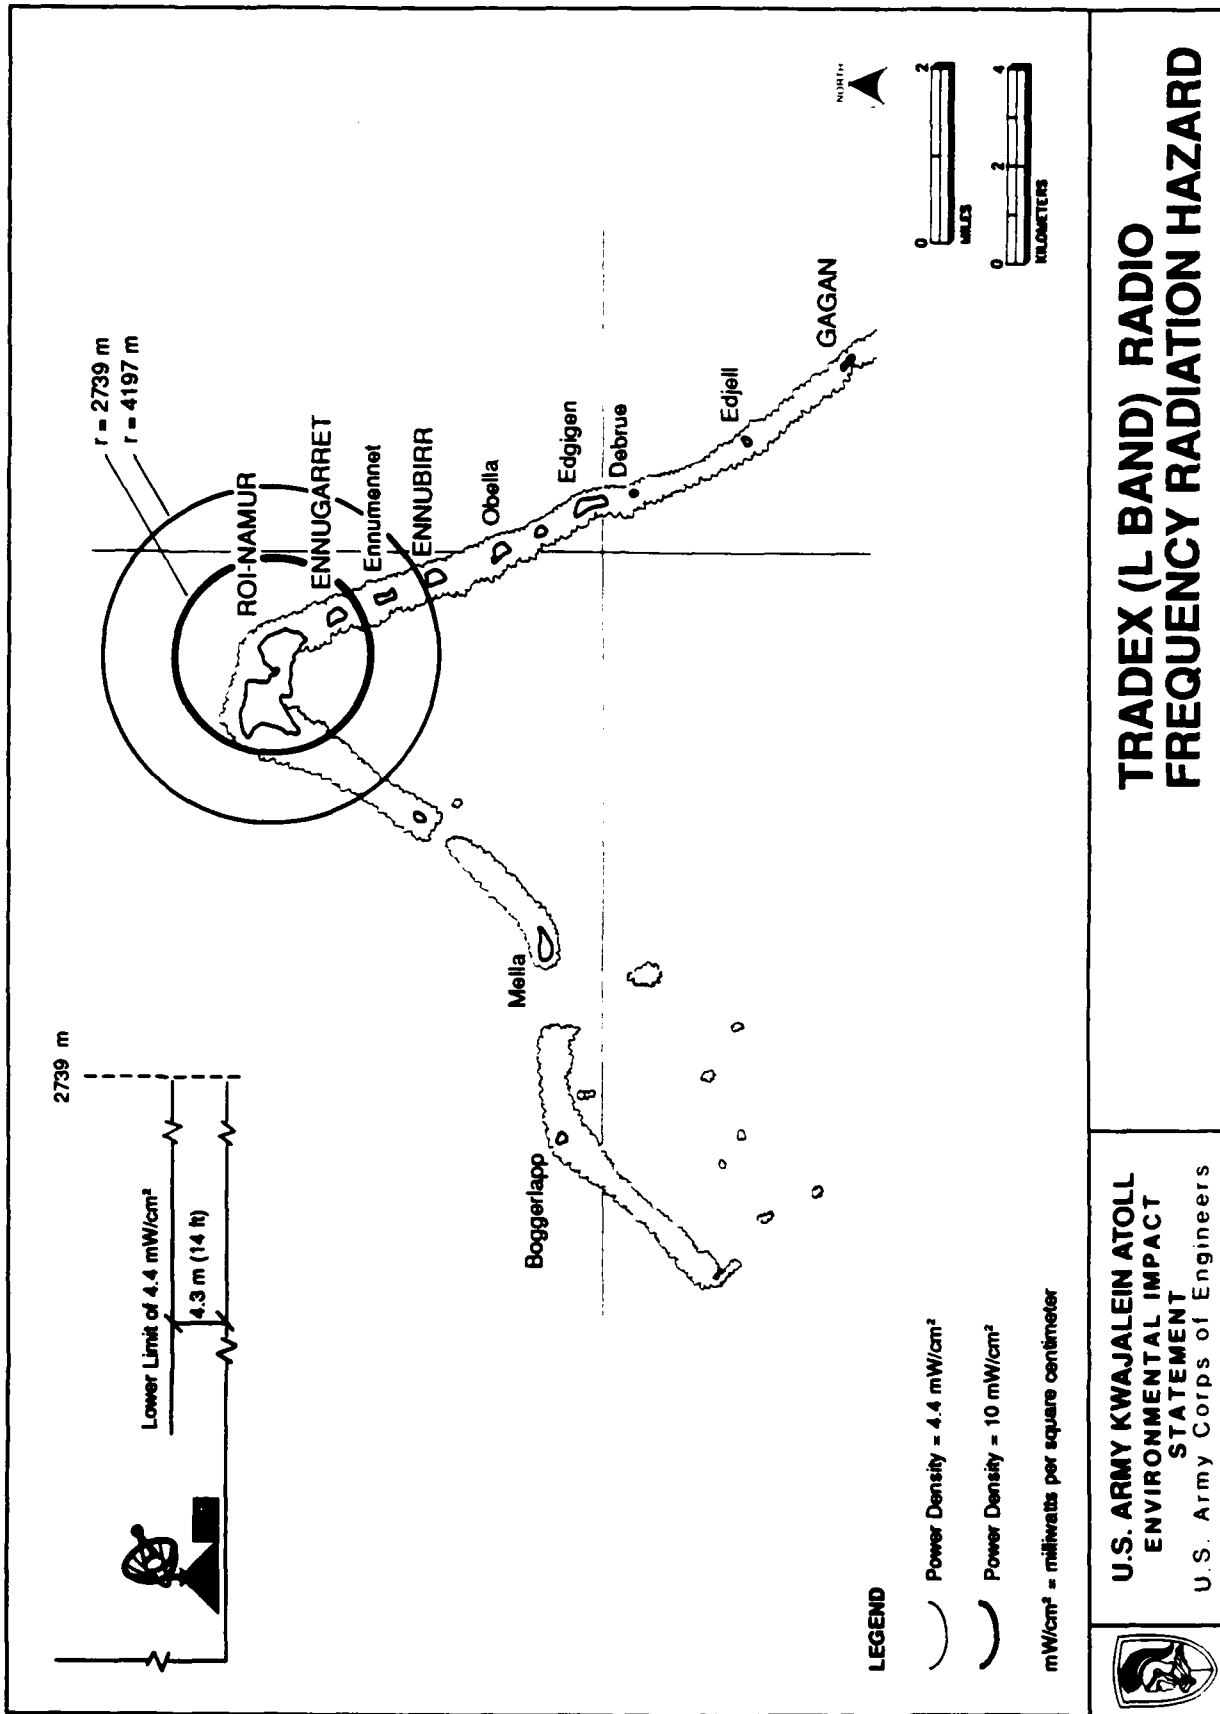 2739 m
Lower Limit of 4.4 mW/cm²
4.3 m (14 ft)
r = 2739 m
r = 4197 m
ROI-NAMUR
ENNUGARRET
Ennumennet
ENNUBIRR
Obella
Edgigen
Debrue
Edjell
GAGAN
Mella
Boggerlapp
NORTH
0
2
MILES
0
2
4
KILOMETERS
LEGEND
Power Density = 4.4 mW/cm²
Power Density = 10 mW/cm²
mW/cm² = milliwatts per square centimeter
U.S. ARMY KWAJALEIN ATOLL
ENVIRONMENTAL IMPACT
STATEMENT
U.S. Army Corps of Engineers
TRADEX (L BAND) RADIO
FREQUENCY RADIATION HAZARD